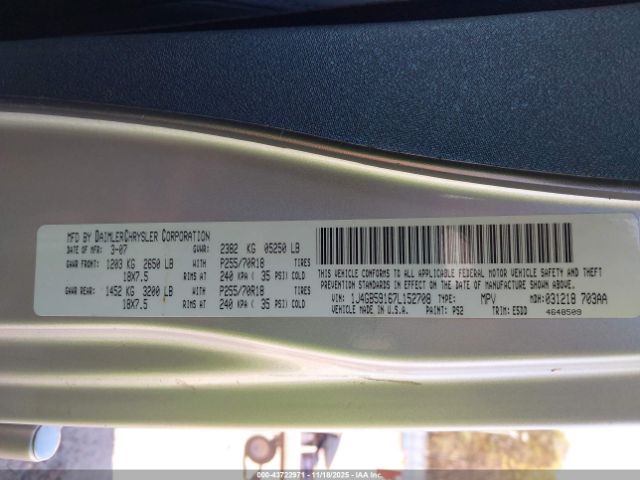 MFD BY DAIMLERCHRYSLER CORPORATION
DATE OF MFR: 3-07 GVWR: 2382 KG 05250 LB
GAWR FRONT: 1203 KG 2650 LB WITH P255/70R18 TIRES
18X7.5 RIMS AT 240 KPA ( 35 PSI) COLD
GAWR REAR: 1452 KG 3200 LB WITH P255/70R18 TIRES
18X7.5 RIMS AT 240 KPA ( 35 PSI) COLD
THIS VEHICLE CONFORMS TO ALL APPLICABLE FEDERAL MOTOR VEHICLE SAFETY AND THEFT
PREVENTION STANDARDS IN EFFECT ON THE DATE OF MANUFACTURE SHOWN ABOVE.
VIN: 1J4GB59167L152708 TYPE: MPV MDH: 031218 703AA
VEHICLE MADE IN U.S.A. PAINT: PS2 TRIM: E5DD 4648509
000-43722971 - 11/18/2025 - IAA Inc.